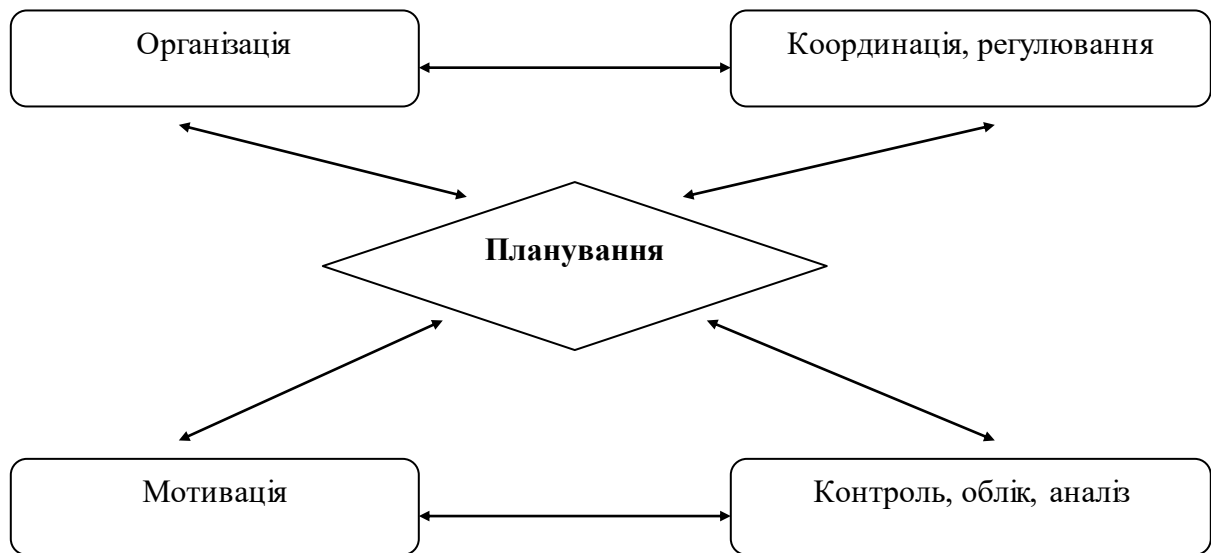 Організація
Координація, регулювання
Планування
Мотивація
Контроль, облік, аналіз